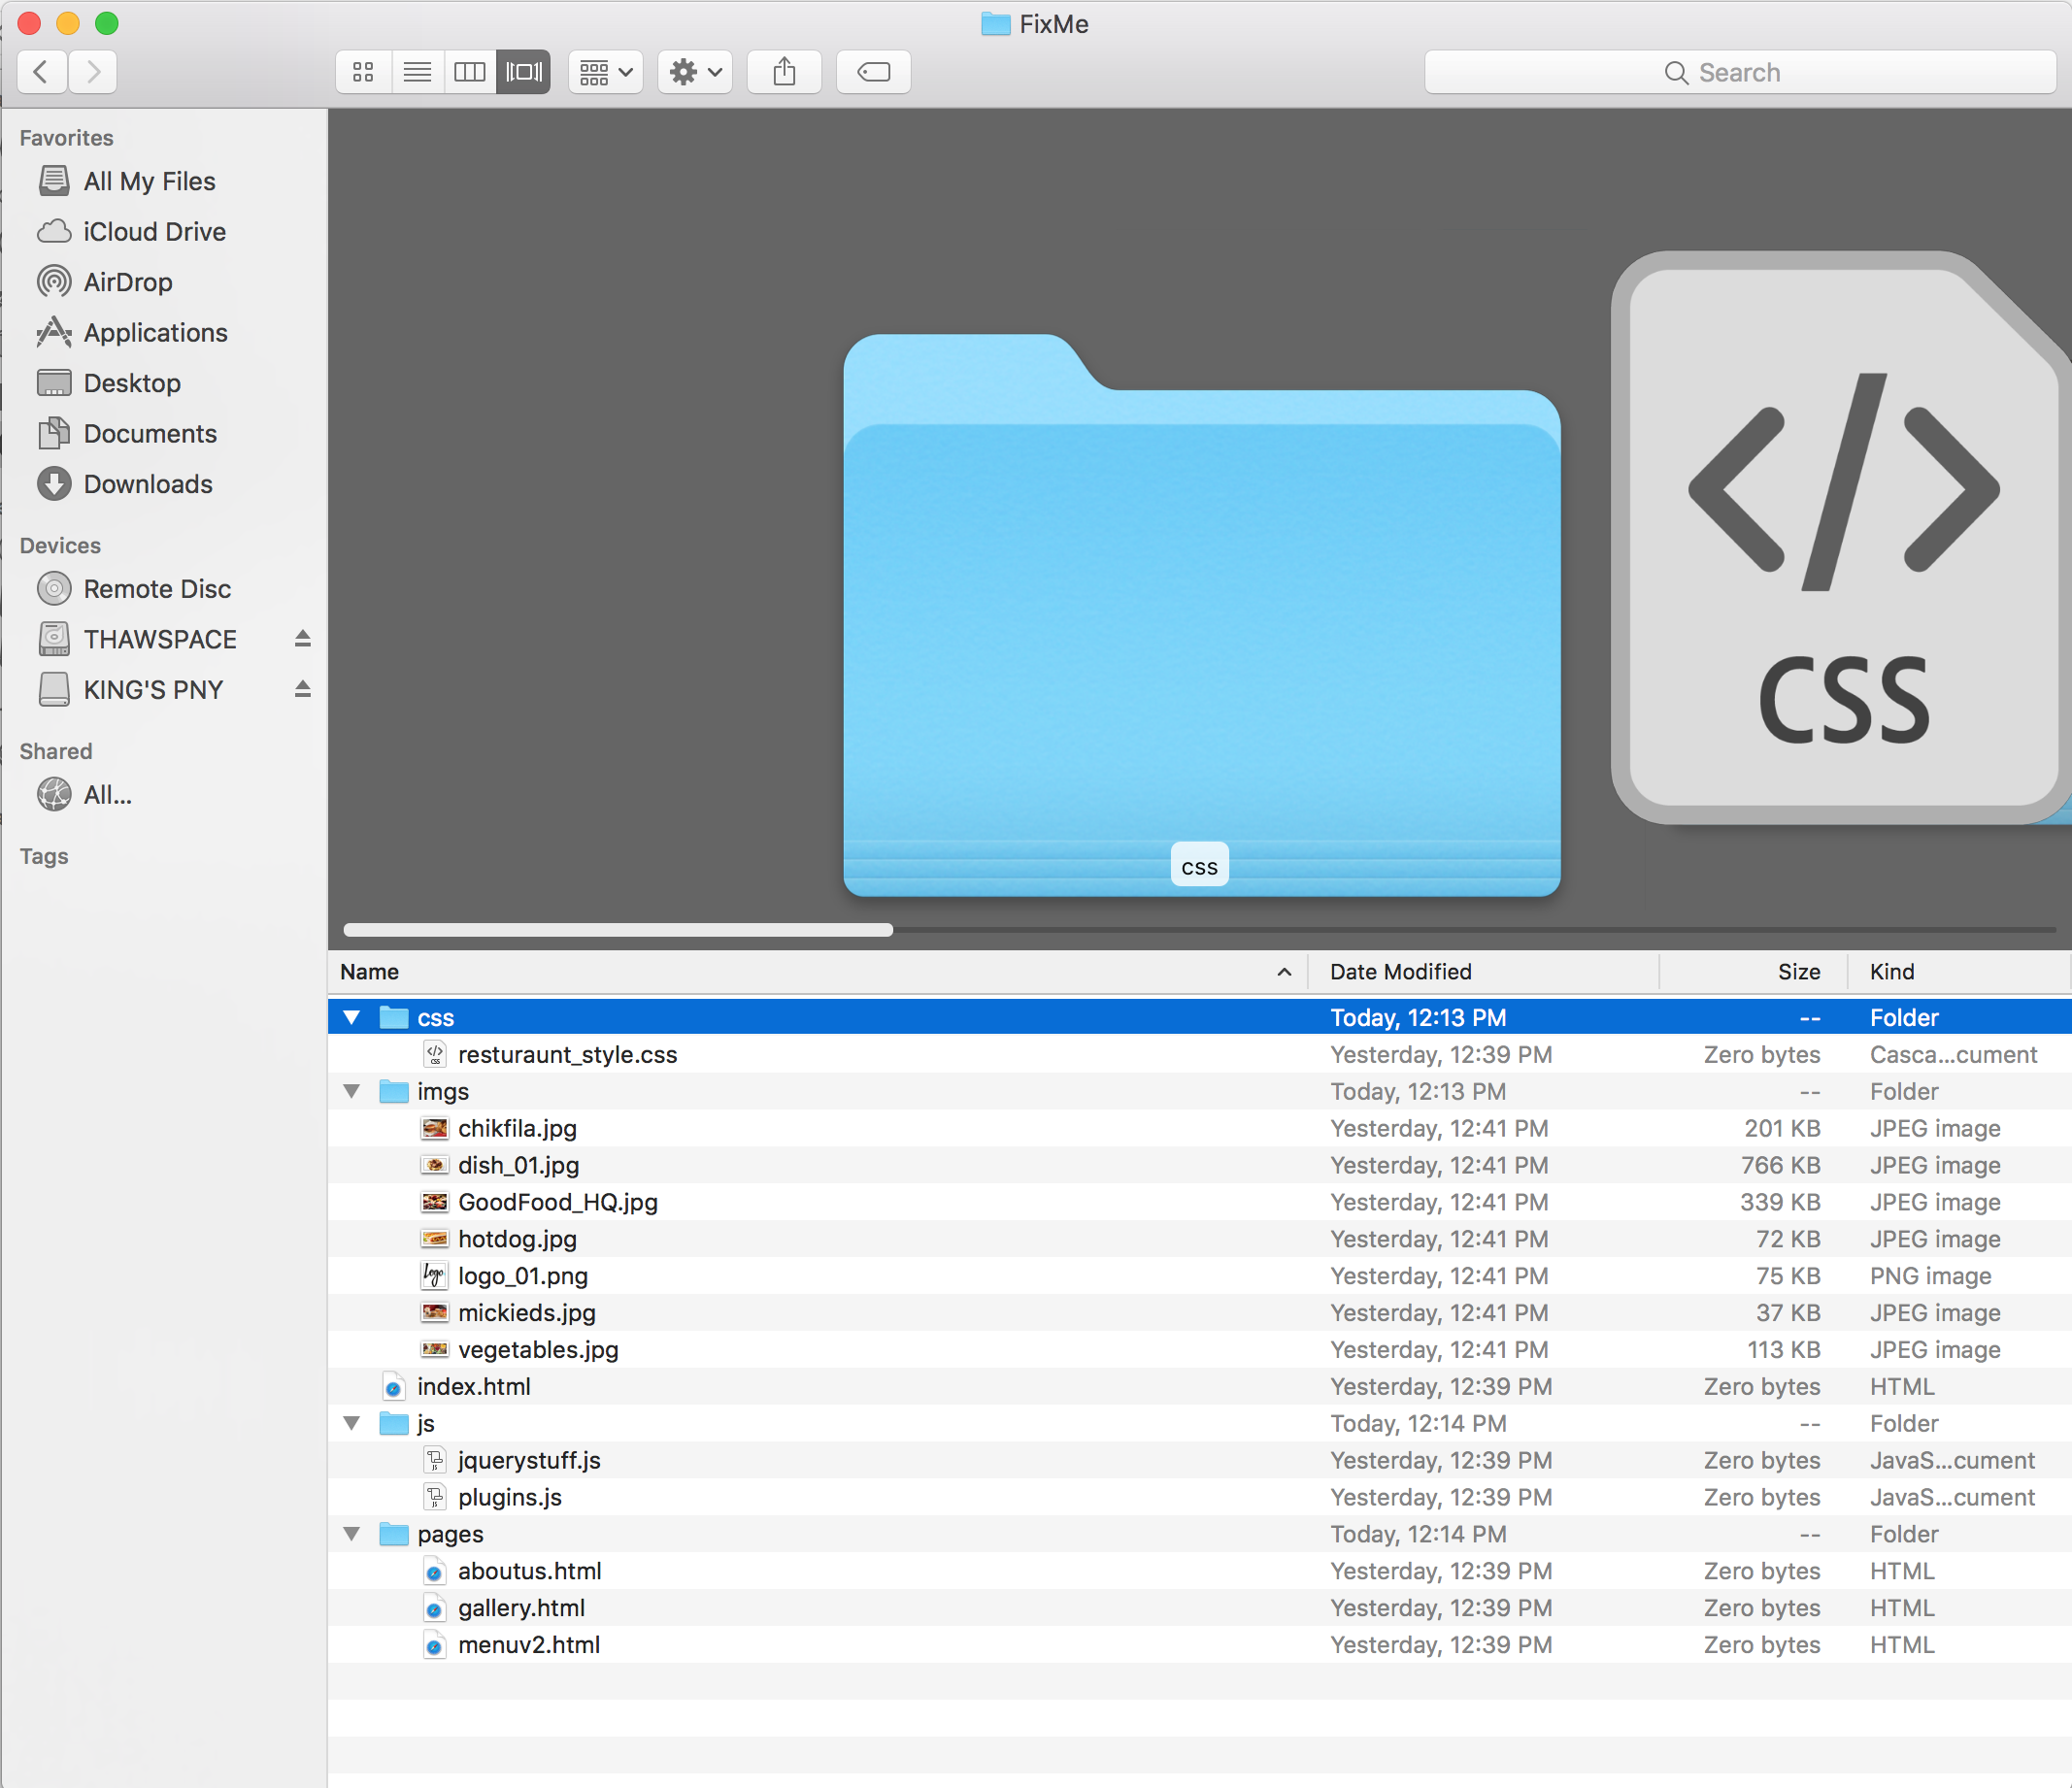 FixMe
Search
Favorites
All My Files
iCloud Drive
AirDrop
Applications
Desktop
Documents
Downloads
Devices
Remote Disc
THAWSPACE
KING'S PNY
Shared
All...
Tags
</>
CSS
css
Name Date Modified Size Kind
css Today, 12:13 PM -- Folder
resturaunt_style.css Yesterday, 12:39 PM Zero bytes Casca...cument
imgs Today, 12:13 PM -- Folder
chikfila.jpg Yesterday, 12:41 PM 201 KB JPEG image
dish_01.jpg Yesterday, 12:41 PM 766 KB JPEG image
GoodFood_HQ.jpg Yesterday, 12:41 PM 339 KB JPEG image
hotdog.jpg Yesterday, 12:41 PM 72 KB JPEG image
logo_01.png Yesterday, 12:41 PM 75 KB PNG image
mickieds.jpg Yesterday, 12:41 PM 37 KB JPEG image
vegetables.jpg Yesterday, 12:41 PM 113 KB JPEG image
index.html Yesterday, 12:39 PM Zero bytes HTML
js Today, 12:14 PM -- Folder
jquerystuff.js Yesterday, 12:39 PM Zero bytes JavaS...cument
plugins.js Yesterday, 12:39 PM Zero bytes JavaS...cument
pages Today, 12:14 PM -- Folder
aboutus.html Yesterday, 12:39 PM Zero bytes HTML
gallery.html Yesterday, 12:39 PM Zero bytes HTML
menuv2.html Yesterday, 12:39 PM Zero bytes HTML